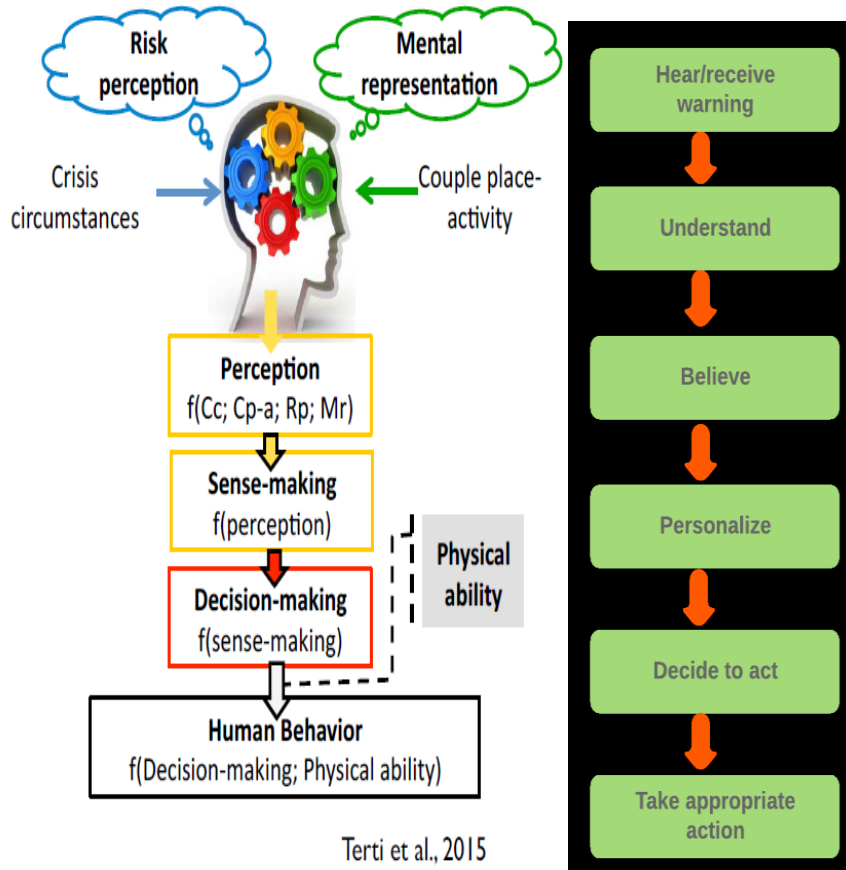 Risk
perception
Mental
representation
Crisis
circumstances
Couple place-
activity
Perception
f(Cc; Cp-a; Rp; Mr)
Sense-making
f(perception)
Physical
ability
Decision-making
f(sense-making)
Human Behavior
f(Decision-making; Physical ability)
Terti et al., 2015
Hear/receive
warning
Understand
Believe
Personalize
Decide to act
Take appropriate
action